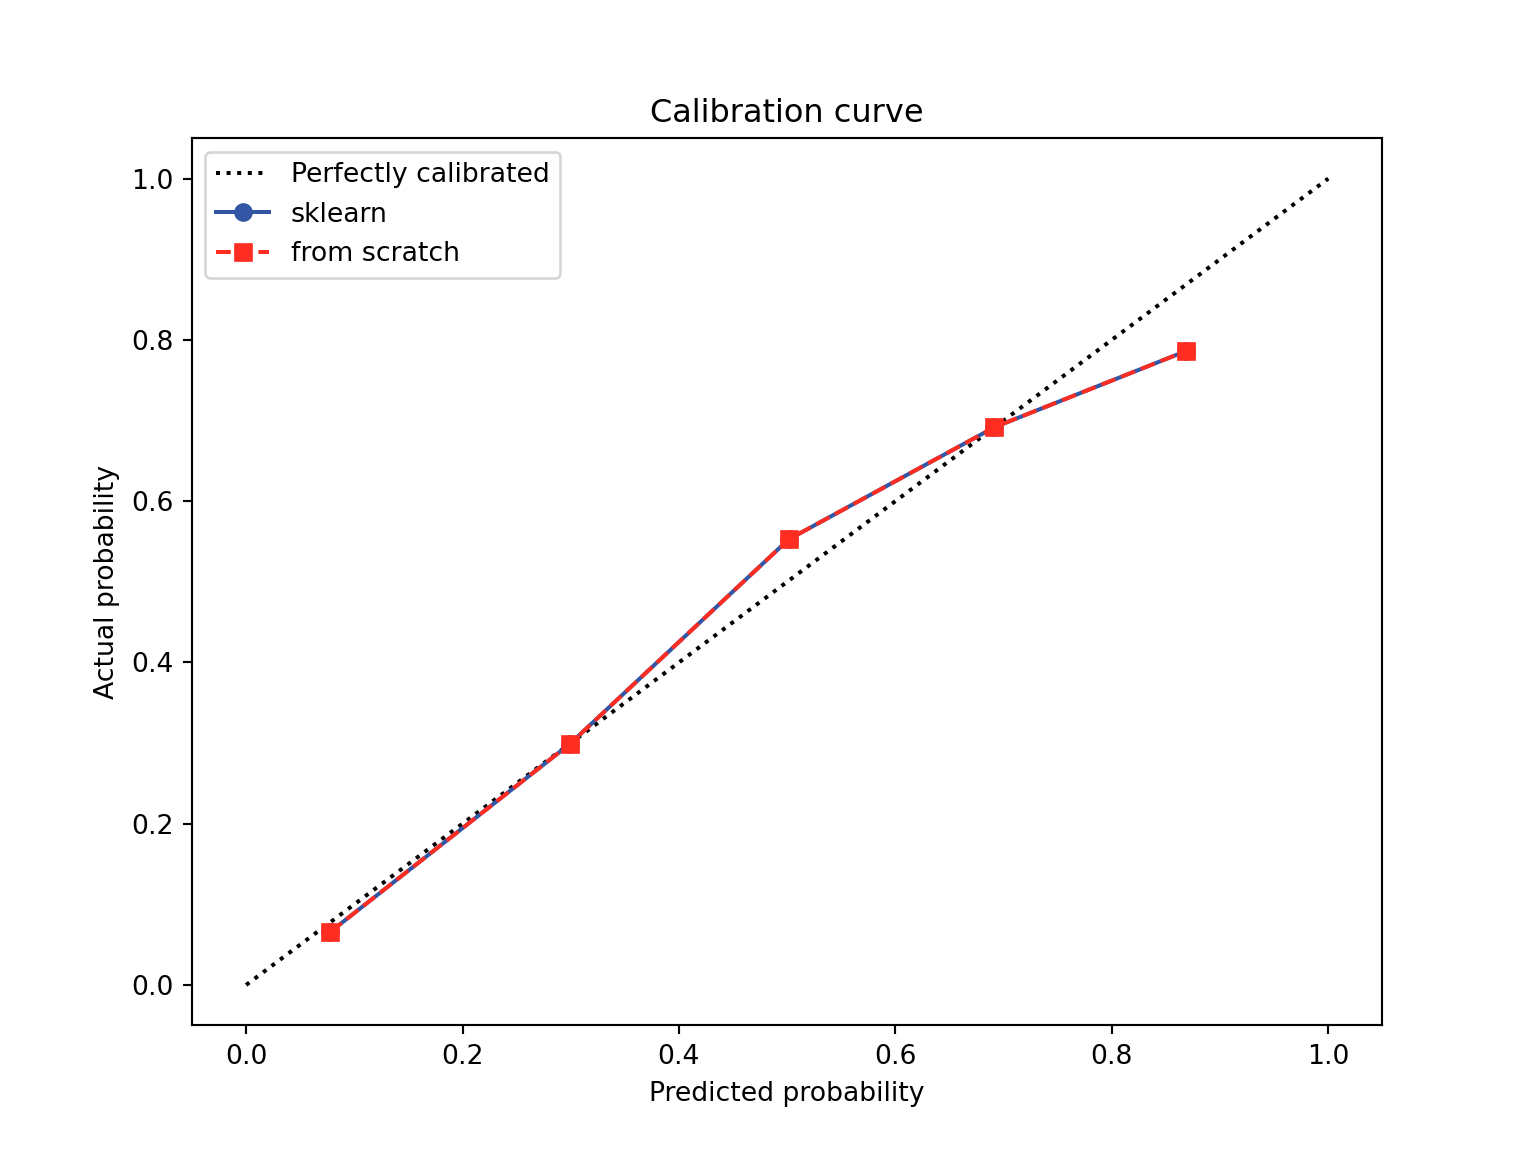 Calibration curve
Perfectly calibrated
sklearn
from scratch
1.0
0.8
0.6
0.4
0.2
0.0
Actual probability
0.0 0.2 0.4 0.6 0.8 1.0
Predicted probability